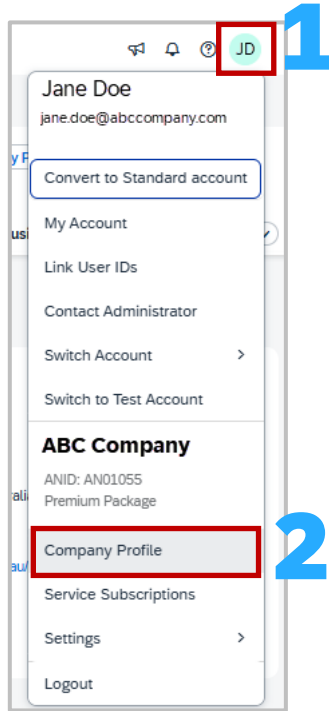 1
JD
Jane Doe
jane.doe@abccompany.com
Convert to Standard account
My Account
Link User IDs
Contact Administrator
Switch Account
Switch to Test Account
ABC Company
ANID: AN01055
Premium Package
Company Profile
2
Service Subscriptions
Settings
Logout